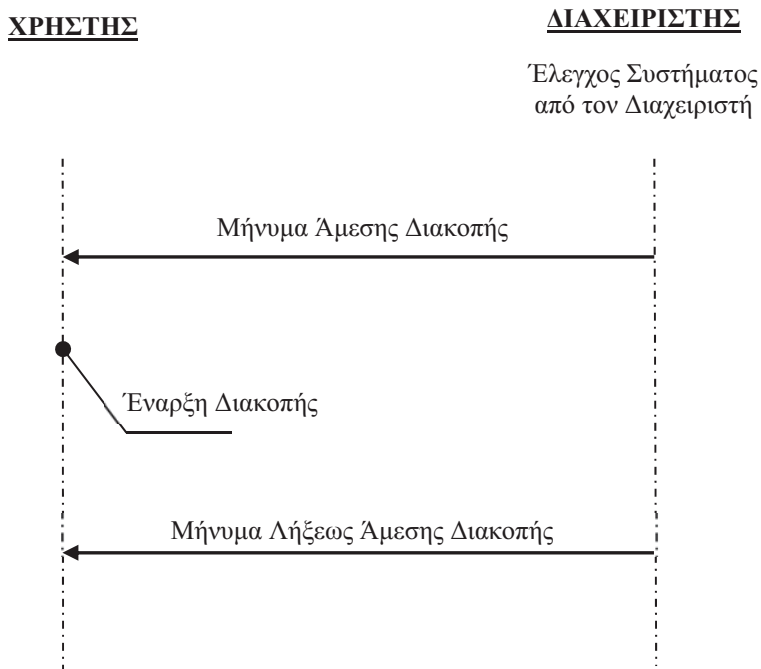 ΧΡΗΣΤΗΣ
ΔΙΑΧΕΙΡΙΣΤΗΣ
Έλεγχος Συστήματος
από τον Διαχειριστή
Μήνυμα Άμεσης Διακοπής
Έναρξη Διακοπής
Μήνυμα Λήξεως Άμεσης Διακοπής